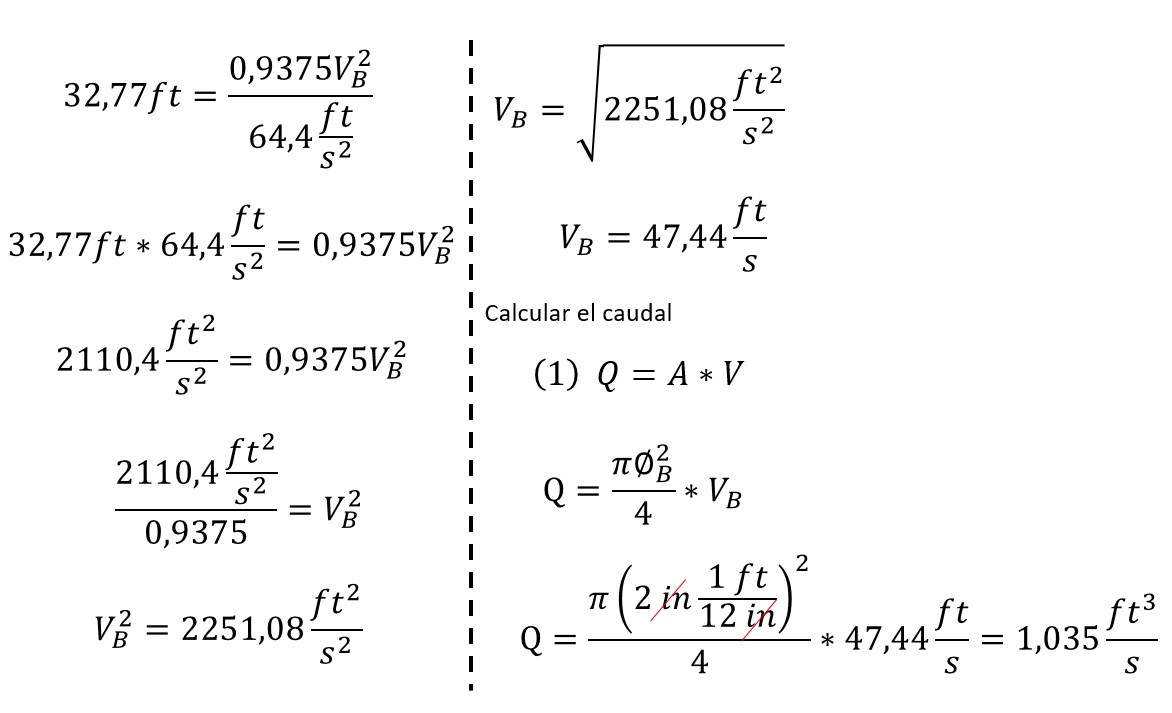 32,77ft = 0,9375V_B^2 / 64,4 ft/s^2
32,77ft * 64,4 ft/s^2 = 0,9375V_B^2
2110,4 ft^2/s^2 = 0,9375V_B^2
2110,4 ft^2/s^2 / 0,9375 = V_B^2
V_B^2 = 2251,08 ft^2/s^2
V_B = √(2251,08 ft^2/s^2)
V_B = 47,44 ft/s
Calcular el caudal
(1) Q = A * V
Q = π∅_B^2 / 4 * V_B
Q = π(2 in 1 ft / 12 in)^2 / 4 * 47,44 ft/s = 1,035 ft^3/s